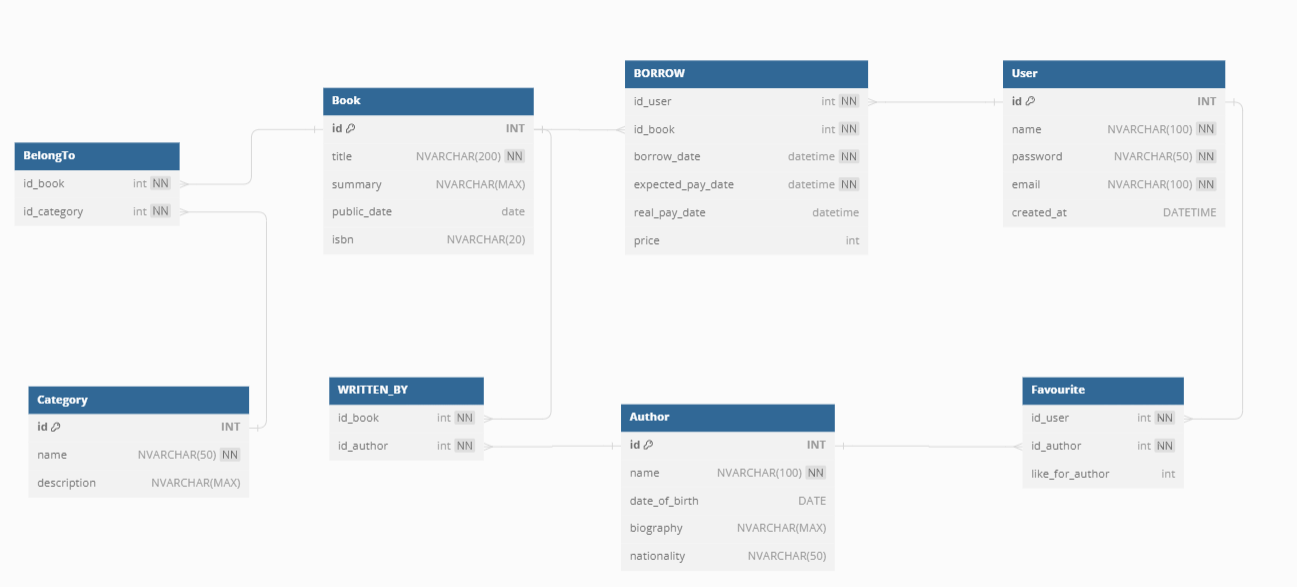 BelongTo
id_book int NN
id_category int NN
Book
id INT
title NVARCHAR(200) NN
summary NVARCHAR(MAX)
public_date date
isbn NVARCHAR(20)
BORROW
id_user int NN
id_book int NN
borrow_date datetime NN
expected_pay_date datetime NN
real_pay_date datetime
price int
User
id INT
name NVARCHAR(100) NN
password NVARCHAR(50) NN
email NVARCHAR(100) NN
created_at DATETIME
Category
id INT
name NVARCHAR(50) NN
description NVARCHAR(MAX)
WRITTEN_BY
id_book int NN
id_author int NN
Author
id INT
name NVARCHAR(100) NN
date_of_birth DATE
biography NVARCHAR(MAX)
nationality NVARCHAR(50)
Favourite
id_user int NN
id_author int NN
like_for_author int